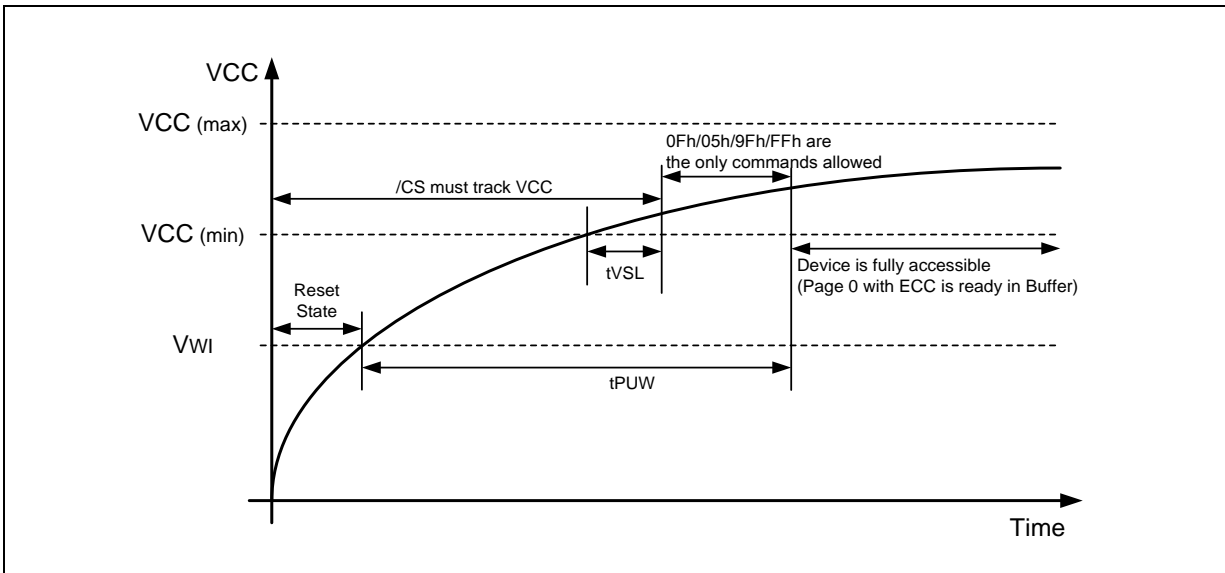 VCC
VCC (max)
0Fh/05h/9Fh/FFh are
the only commands allowed
/CS must track VCC
VCC (min)
tVSL
Device is fully accessible
(Page 0 with ECC is ready in Buffer)
Reset
State
VWI
tPUW
Time